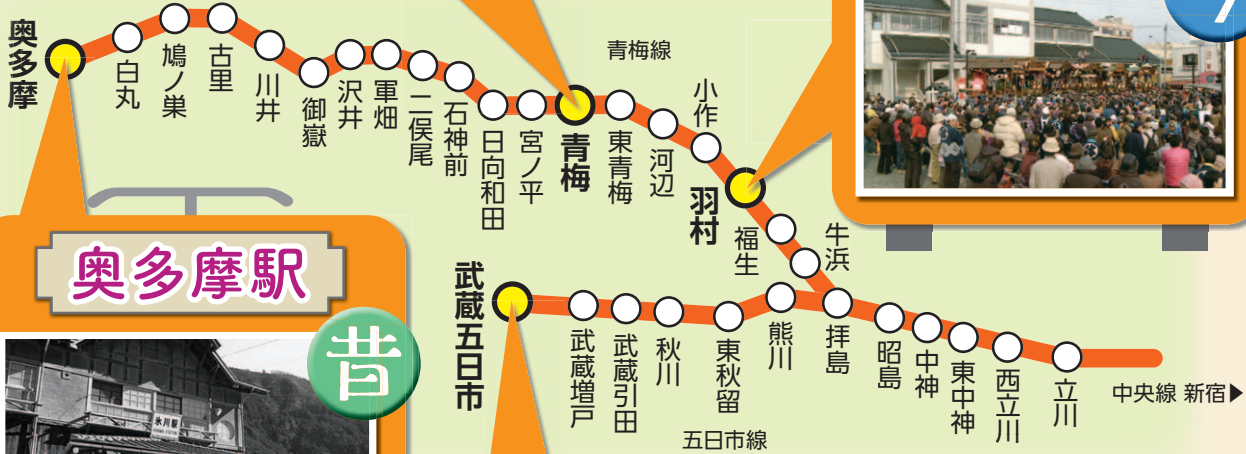 青梅線
奥多摩
白丸
鳩ノ巣
古里
川井
御嶽
沢井
軍畑
二俣尾
石神前
日向和田
宮ノ平
青梅
東青梅
河辺
小作
羽村
福生
牛浜
拝島
昭島
中神
東中神
西立川
立川
中央線 新宿▶
武蔵五日市
武蔵増戸
武蔵引田
秋川
東秋留
熊川
五日市線
奥多摩駅
昔
氷川駅